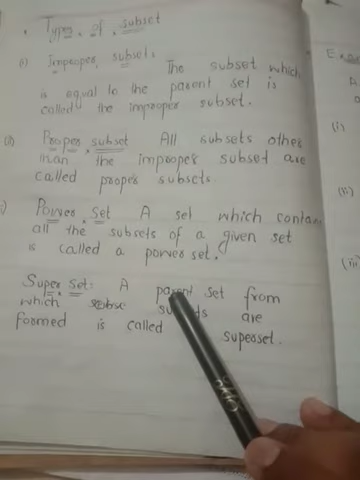 Types of subset
(i) Improper subset:
The subset which
is equal to the parent set is
called the improper subset.
(ii) Proper subset All subsets other
than the improper subset are
called proper subsets.
Power Set A set which contain
all the subsets of a given set
is called a power set.
Super Set: A parent set from
which are
formed is called superset.
(i)
(ii)
(iii)